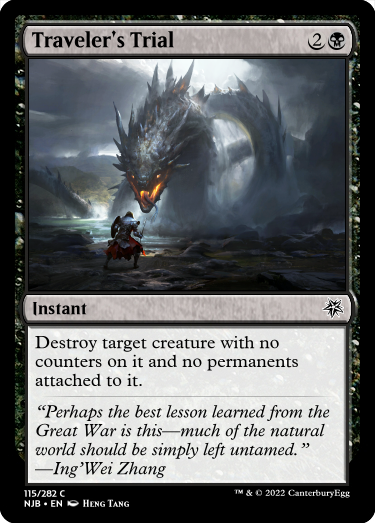 Traveler's Trial 2
Instant
Destroy target creature with no
counters on it and no permanents
attached to it.
“Perhaps the best lesson learned from the
Great War is this—much of the natural
world should be simply left untamed.”
—Ing'Wei Zhang
115/282 C
NJB • EN Heng Tang
™ & © 2022 CanterburyEgg